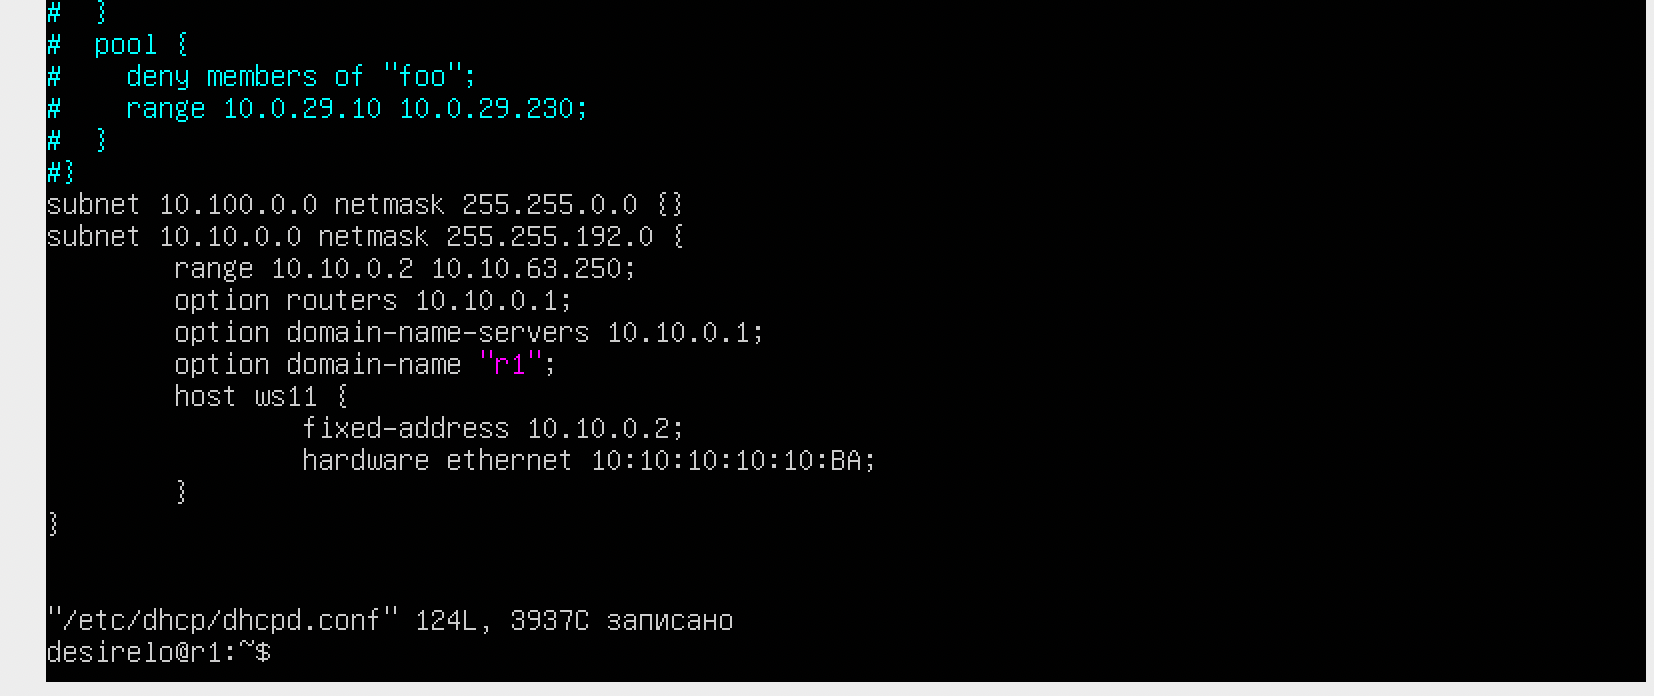 #  }
#  pool {
#    deny members of "foo";
#    range 10.0.29.10 10.0.29.230;
#  }
#}
subnet 10.100.0.0 netmask 255.255.0.0 {}
subnet 10.10.0.0 netmask 255.255.192.0 {
        range 10.10.0.2 10.10.63.250;
        option routers 10.10.0.1;
        option domain-name-servers 10.10.0.1;
        option domain-name "r1";
        host ws11 {
                fixed-address 10.10.0.2;
                hardware ethernet 10:10:10:10:10:BA;
        }
}
"/etc/dhcp/dhcpd.conf" 124L, 3937C записано
desirelo@r1:~$